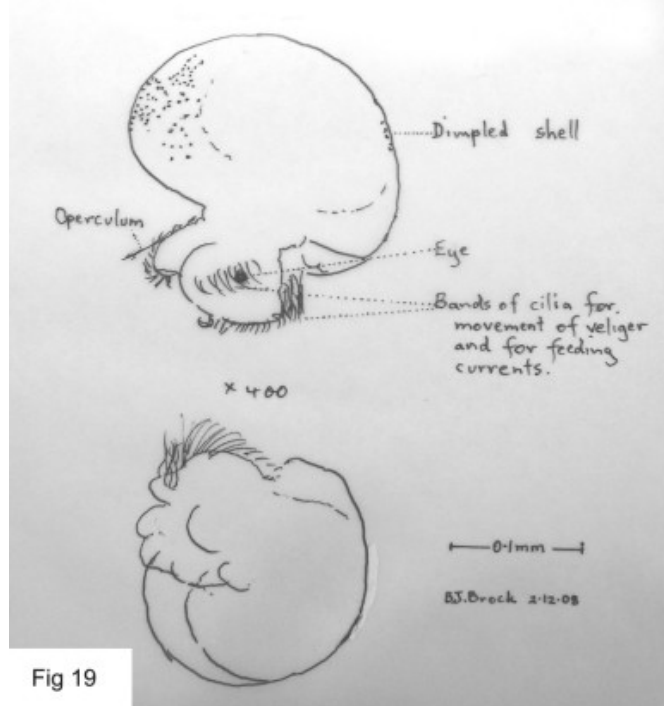 Dimpled shell
Operculum
Eye
Bands of cilia for
movement of veliger
and for feeding
currents.
x 400
0.1mm
B.J.Brock 2.12.08
Fig 19